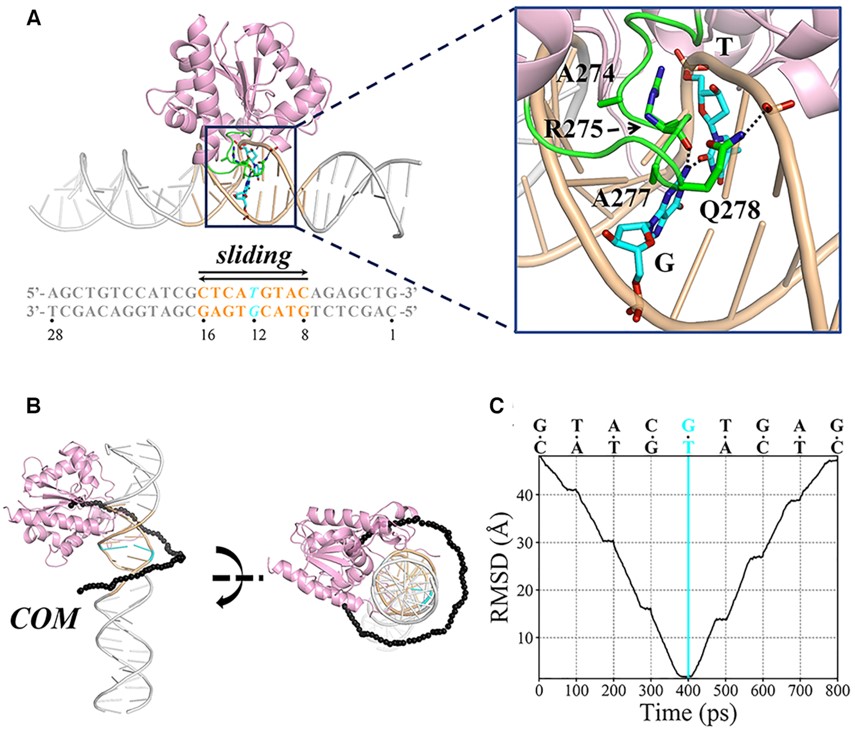 A
sliding
5'-AGCTGTCCATCGCTCATGTACAGAGCTG-3'
3'-TCGACAGGTAGCGAGTGCATGTCTCGAC-5'
28 16 12 8 1
A274
T
R275
A277
Q278
G
B
COM
C
G T A C G T G A G
C A T G T A C T C
RMSD (Å)
40
30
20
10
0 100 200 300 400 500 600 700 800
Time (ps)